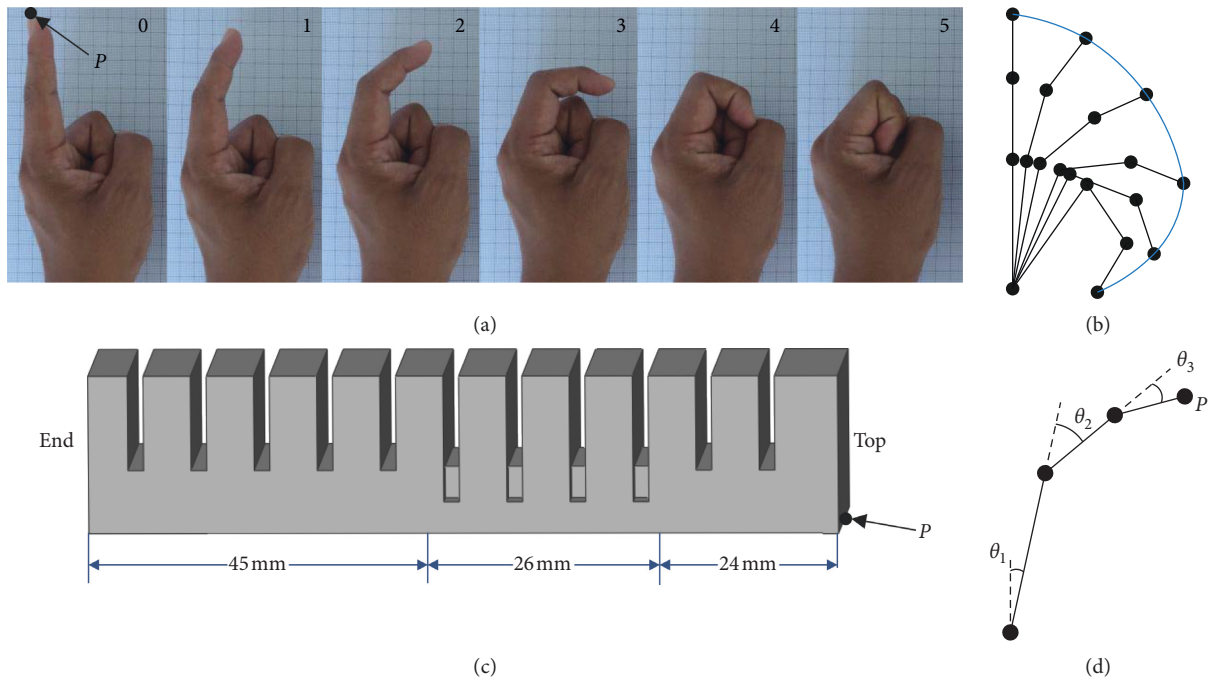 0 1 2 3 4 5
P
(a)
(b)
End
Top
P
45 mm 26 mm 24 mm
(c)
θ3
P
θ2
θ1
(d)